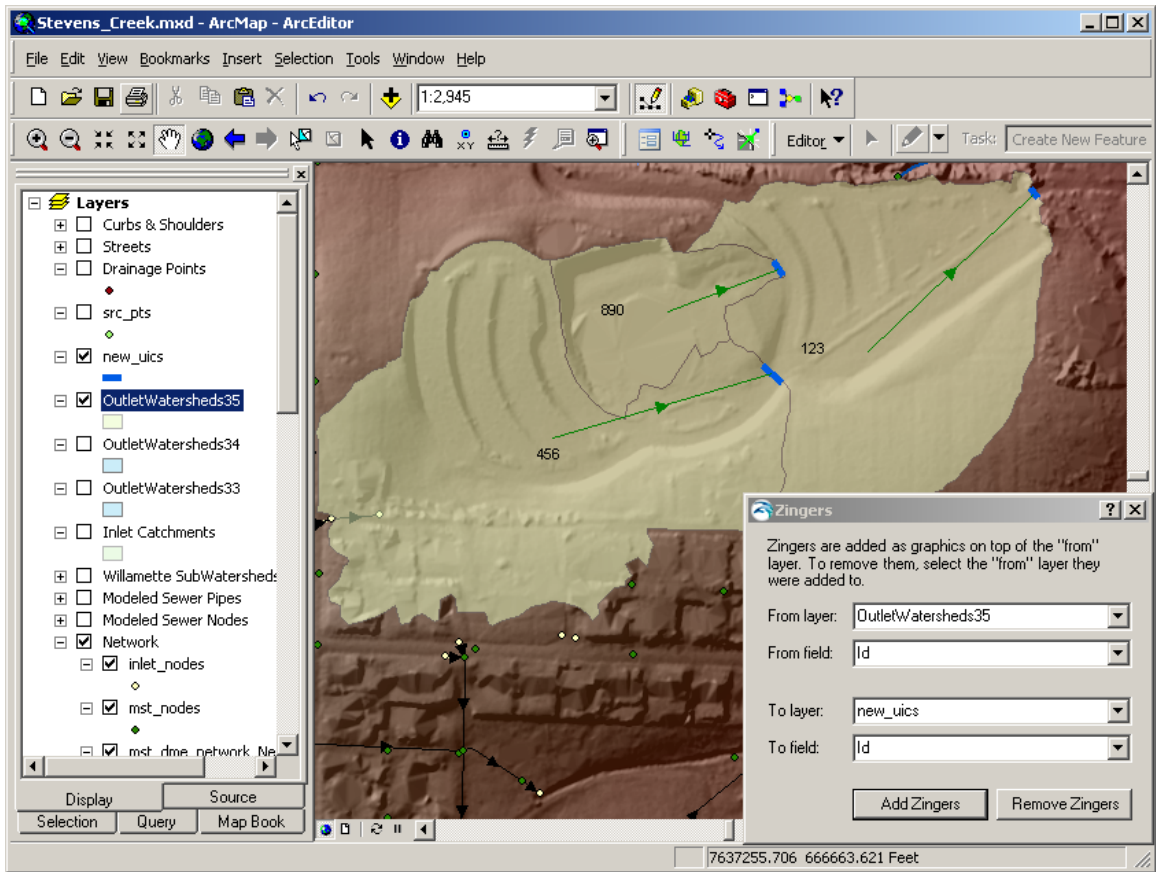 Stevens_Creek.mxd - ArcMap - ArcEditor
File Edit View Bookmarks Insert Selection Tools Window Help
1:2,945
Editor Task: Create New Feature
Layers
Curbs & Shoulders
Streets
Drainage Points
src_pts
new_uics
OutletWatersheds35
OutletWatersheds34
OutletWatersheds33
Inlet Catchments
Willamette SubWatersheds
Modeled Sewer Pipes
Modeled Sewer Nodes
Network
inlet_nodes
mst_nodes
mst_dme_network_Ne
Display Source
Selection Query Map Book
890
123
456
Zingers
Zingers are added as graphics on top of the "from"
layer. To remove them, select the "from" layer they
were added to.
From layer: OutletWatersheds35
From field: Id
To layer: new_uics
To field: Id
Add Zingers Remove Zingers
7637255.706 666663.621 Feet